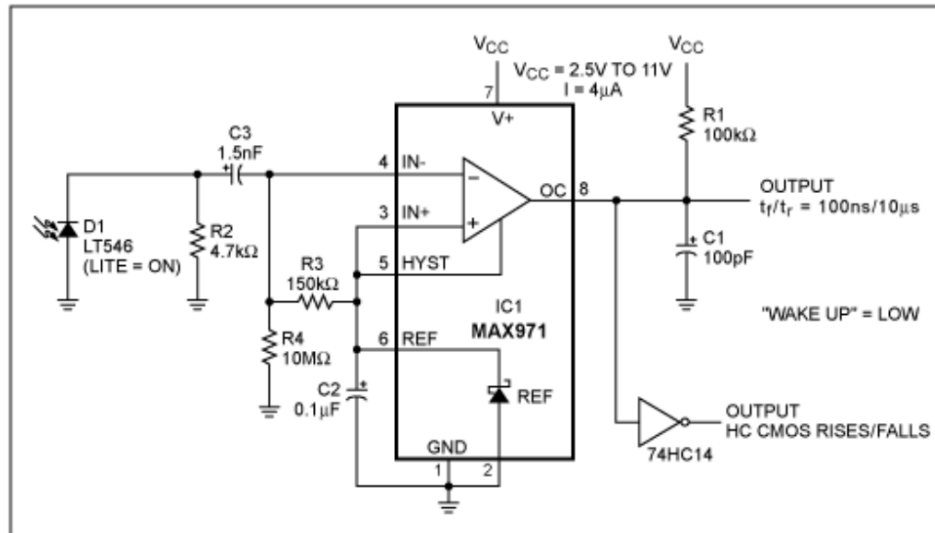 VCC
VCC = 2.5V TO 11V
I = 4µA
7
V+
VCC
R1
100kΩ
C3
1.5nF
+
4 IN-
−
OC 8
OUTPUT
tf/tr = 100ns/10µs
3 IN+
+
D1
LT546
(LITE = ON)
R2
4.7kΩ
+
C1
100pF
5 HYST
R3
150kΩ
IC1
MAX971
"WAKE UP" = LOW
6 REF
R4
10MΩ
C2
0.1µF
+
REF
OUTPUT
HC CMOS RISES/FALLS
74HC14
GND
1
2